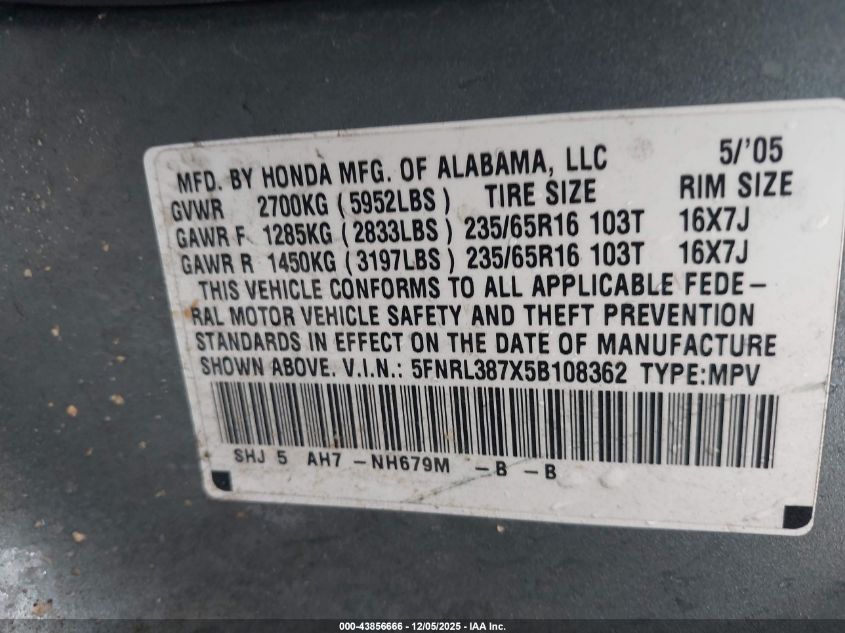 MFD. BY HONDA MFG. OF ALABAMA, LLC 5/'05
GVWR 2700KG (5952LBS) TIRE SIZE RIM SIZE
GAWR F 1285KG (2833LBS) 235/65R16 103T 16X7J
GAWR R 1450KG (3197LBS) 235/65R16 103T 16X7J
THIS VEHICLE CONFORMS TO ALL APPLICABLE FEDE-
RAL MOTOR VEHICLE SAFETY AND THEFT PREVENTION
STANDARDS IN EFFECT ON THE DATE OF MANUFACTURE
SHOWN ABOVE. V.I.N.: 5FNRL387X5B108362 TYPE:MPV
SHJ 5 AH7 -NH679M -B -B
000-43856666 - 12/05/2025 - IAA Inc.